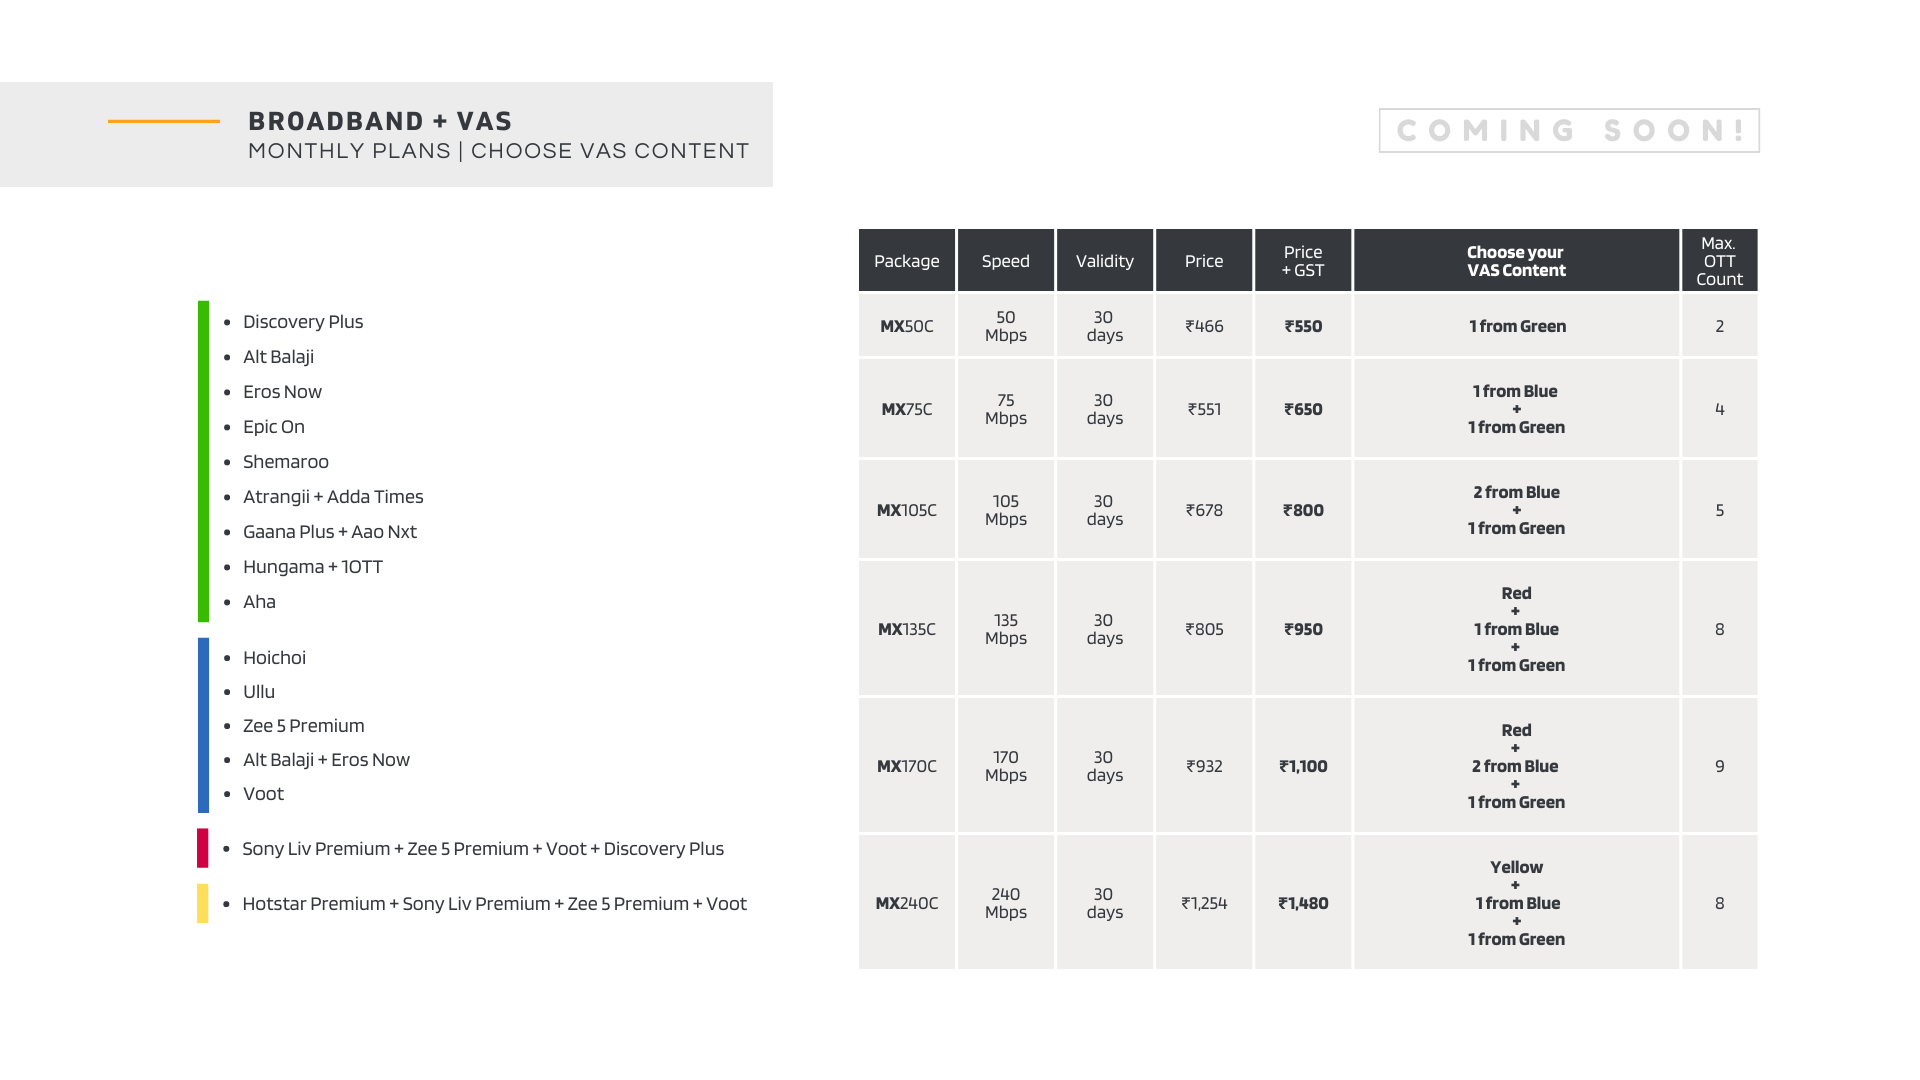 BROADBAND + VAS
MONTHLY PLANS | CHOOSE VAS CONTENT
COMING SOON!
Discovery Plus
Alt Balaji
Eros Now
Epic On
Shemaroo
Atrangii + Adda Times
Gaana Plus + Aao Nxt
Hungama + 1OTT
Aha
Hoichoi
Ullu
Zee 5 Premium
Alt Balaji + Eros Now
Voot
Sony Liv Premium + Zee 5 Premium + Voot + Discovery Plus
Hotstar Premium + Sony Liv Premium + Zee 5 Premium + Voot
Package
Speed
Validity
Price
Price
+ GST
Choose your
VAS Content
Max.
OTT
Count
MX50C
50
Mbps
30
days
₹466
₹550
1 from Green
2
MX75C
75
Mbps
30
days
₹551
₹650
1 from Blue
+
1 from Green
4
MX105C
105
Mbps
30
days
₹678
₹800
2 from Blue
+
1 from Green
5
MX135C
135
Mbps
30
days
₹805
₹950
Red
+
1 from Blue
+
1 from Green
8
MX170C
170
Mbps
30
days
₹932
₹1,100
Red
+
2 from Blue
+
1 from Green
9
MX240C
240
Mbps
30
days
₹1,254
₹1,480
Yellow
+
1 from Blue
+
1 from Green
8